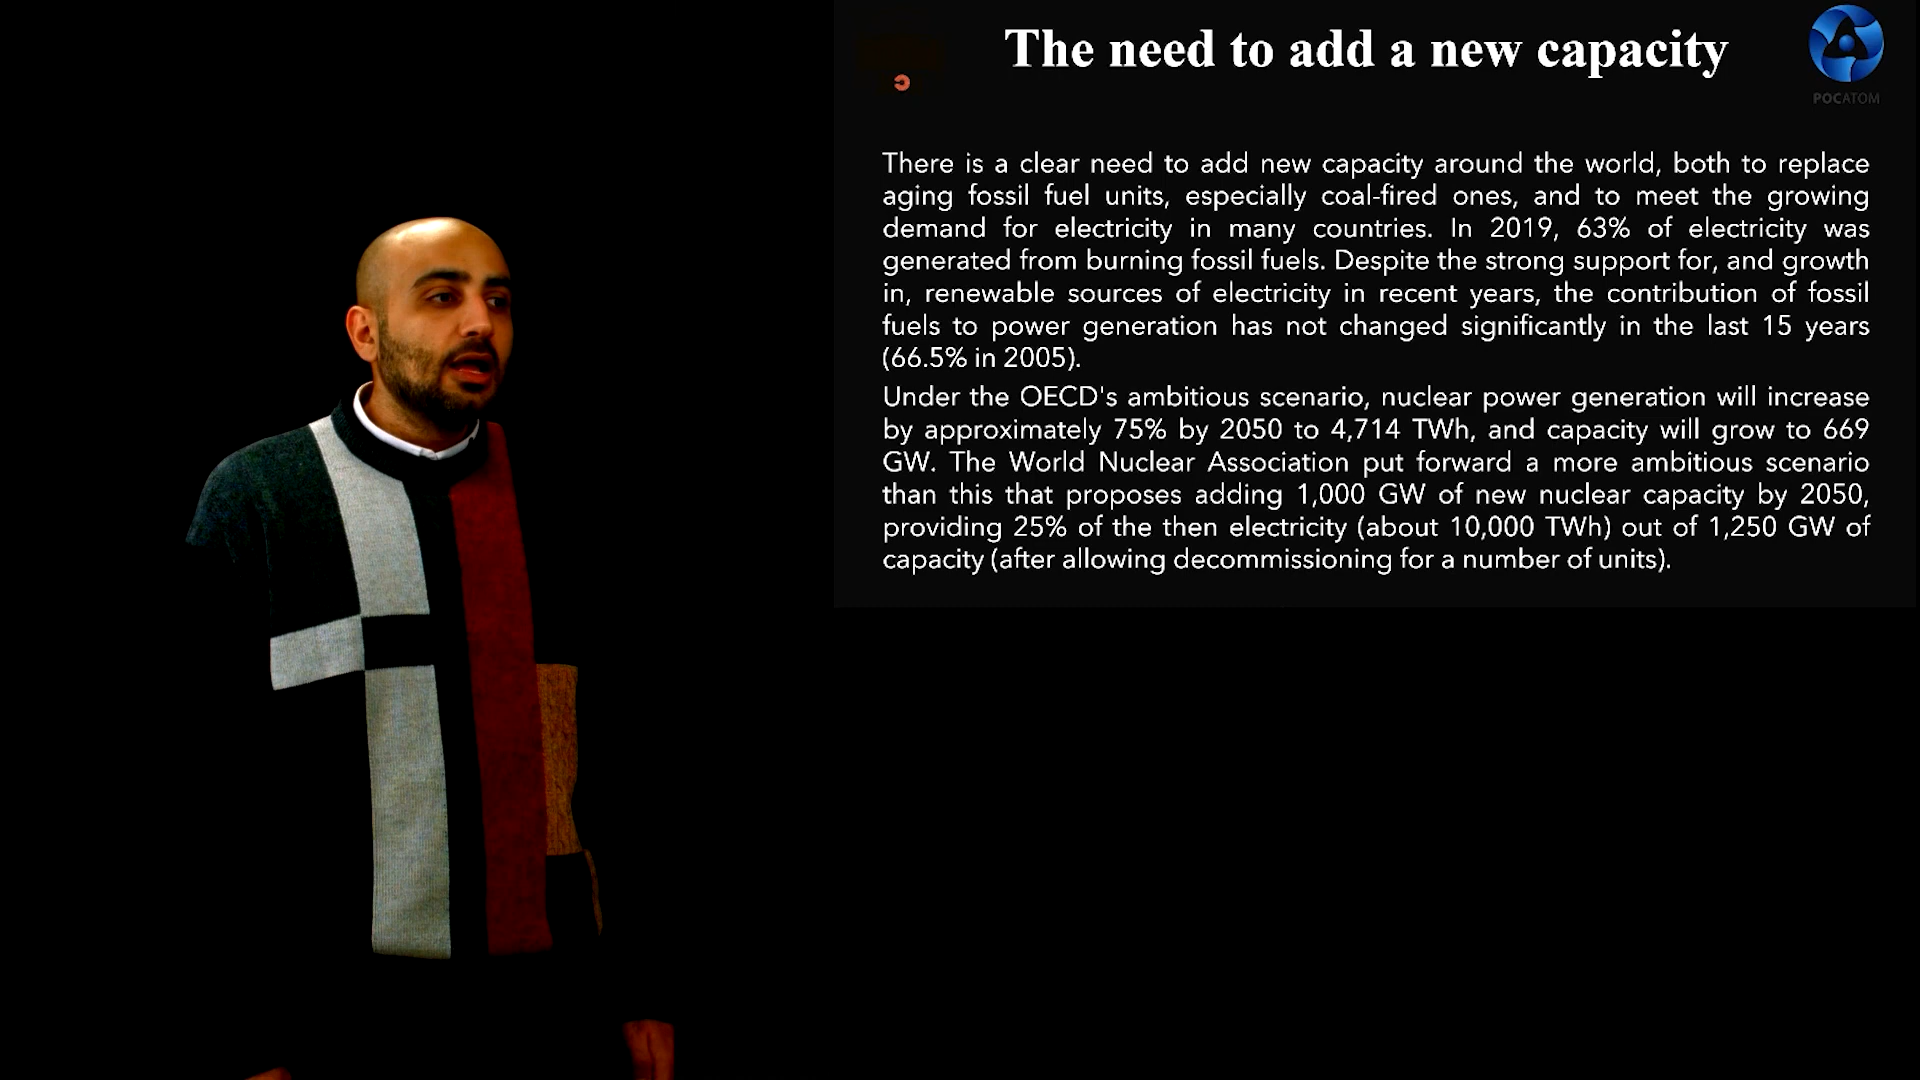 The need to add a new capacity
РОСАТОМ
There is a clear need to add new capacity around the world, both to replace
aging fossil fuel units, especially coal-fired ones, and to meet the growing
demand for electricity in many countries. In 2019, 63% of electricity was
generated from burning fossil fuels. Despite the strong support for, and growth
in, renewable sources of electricity in recent years, the contribution of fossil
fuels to power generation has not changed significantly in the last 15 years
(66.5% in 2005).
Under the OECD's ambitious scenario, nuclear power generation will increase
by approximately 75% by 2050 to 4,714 TWh, and capacity will grow to 669
GW. The World Nuclear Association put forward a more ambitious scenario
than this that proposes adding 1,000 GW of new nuclear capacity by 2050,
providing 25% of the then electricity (about 10,000 TWh) out of 1,250 GW of
capacity (after allowing decommissioning for a number of units).